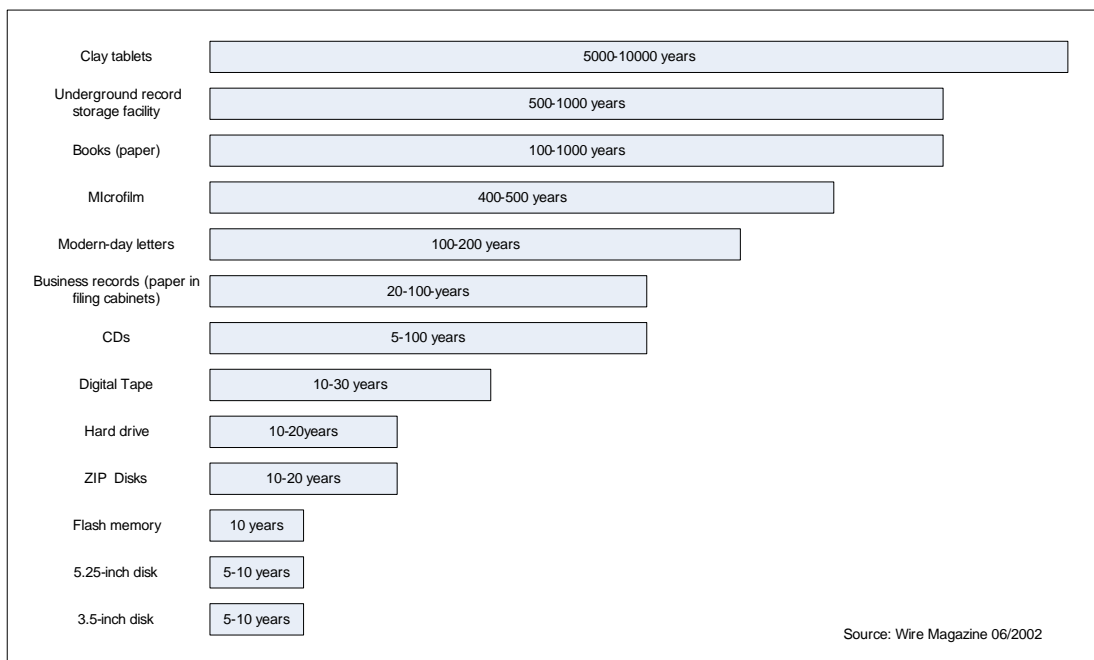 Clay tablets
5000-10000 years
Underground record
storage facility
500-1000 years
Books (paper)
100-1000 years
MIcrofilm
400-500 years
Modern-day letters
100-200 years
Business records (paper in
filing cabinets)
20-100-years
CDs
5-100 years
Digital Tape
10-30 years
Hard drive
10-20years
ZIP Disks
10-20 years
Flash memory
10 years
5.25-inch disk
5-10 years
3.5-inch disk
5-10 years
Source: Wire Magazine 06/2002